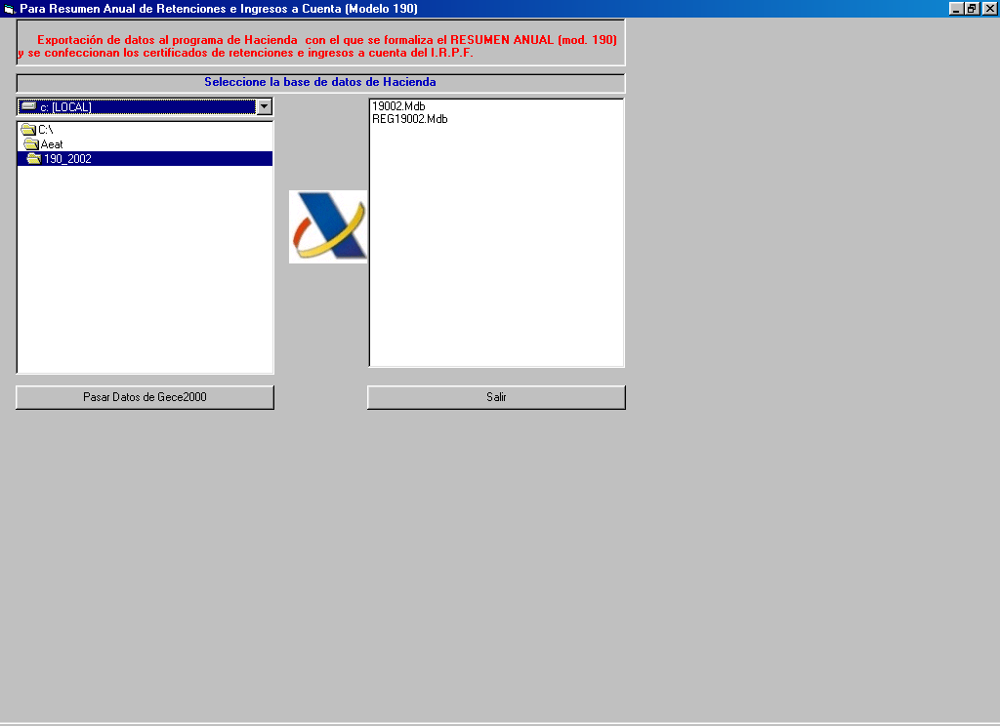 Para Resumen Anual de Retenciones e Ingresos a Cuenta (Modelo 190)
Exportación de datos al programa de Hacienda con el que se formaliza el RESUMEN ANUAL (mod. 190)
y se confeccionan los certificados de retenciones e ingresos a cuenta del I.R.P.F.
Seleccione la base de datos de Hacienda
c: [LOCAL]
C:\
Aeat
190_2002
19002.Mdb
REG19002.Mdb
Pasar Datos de Gece2000
Salir